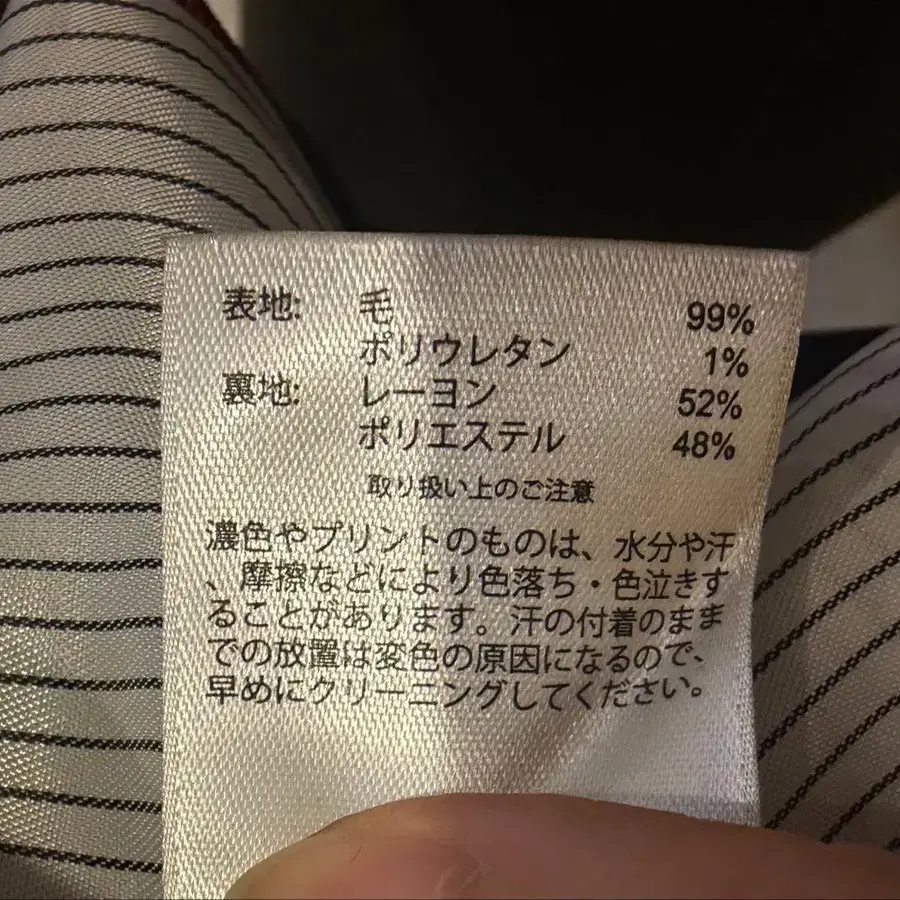 表地: 毛 99%
ポリウレタン 1%
裏地: レーヨン 52%
ポリエステル 48%
取り扱い上のご注意
濃色やプリントのものは、水分や汗
、摩擦などにより色落ち・色泣きす
ることがあります。汗の付着のまま
での放置は変色の原因になるので、
早めにクリーニングしてください。